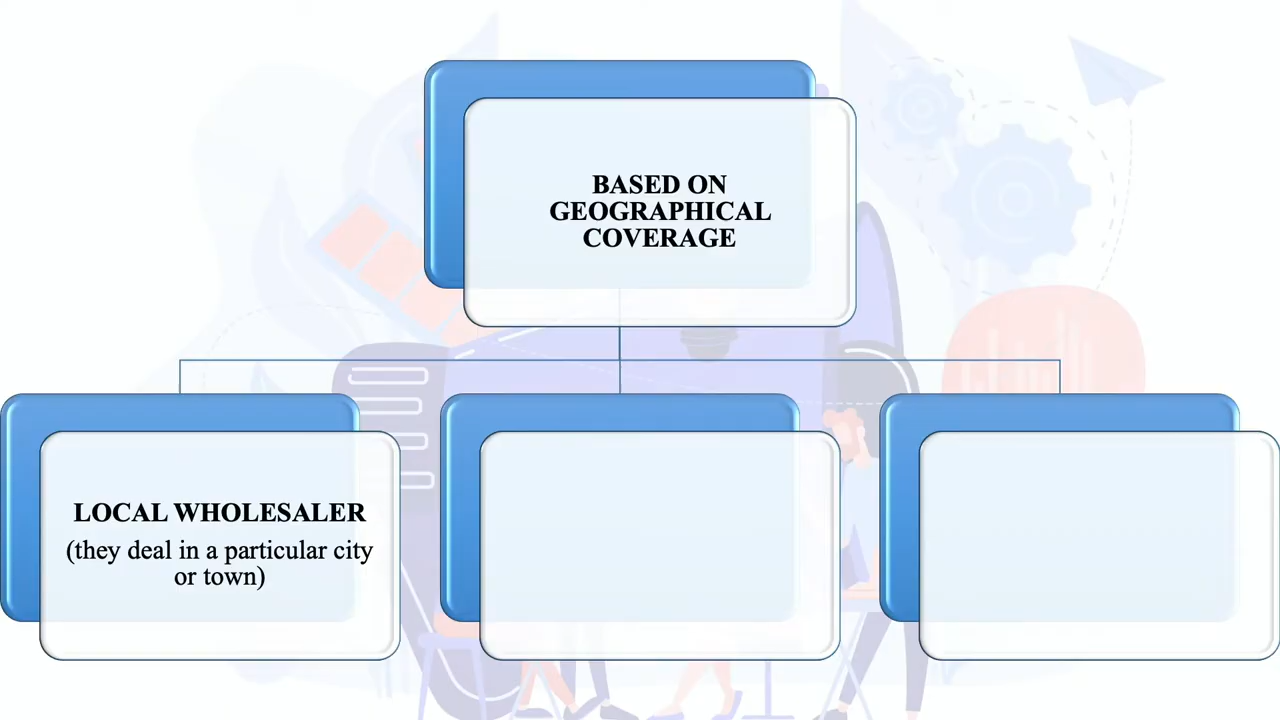 BASED ON
GEOGRAPHICAL
COVERAGE
LOCAL WHOLESALER
(they deal in a particular city
or town)